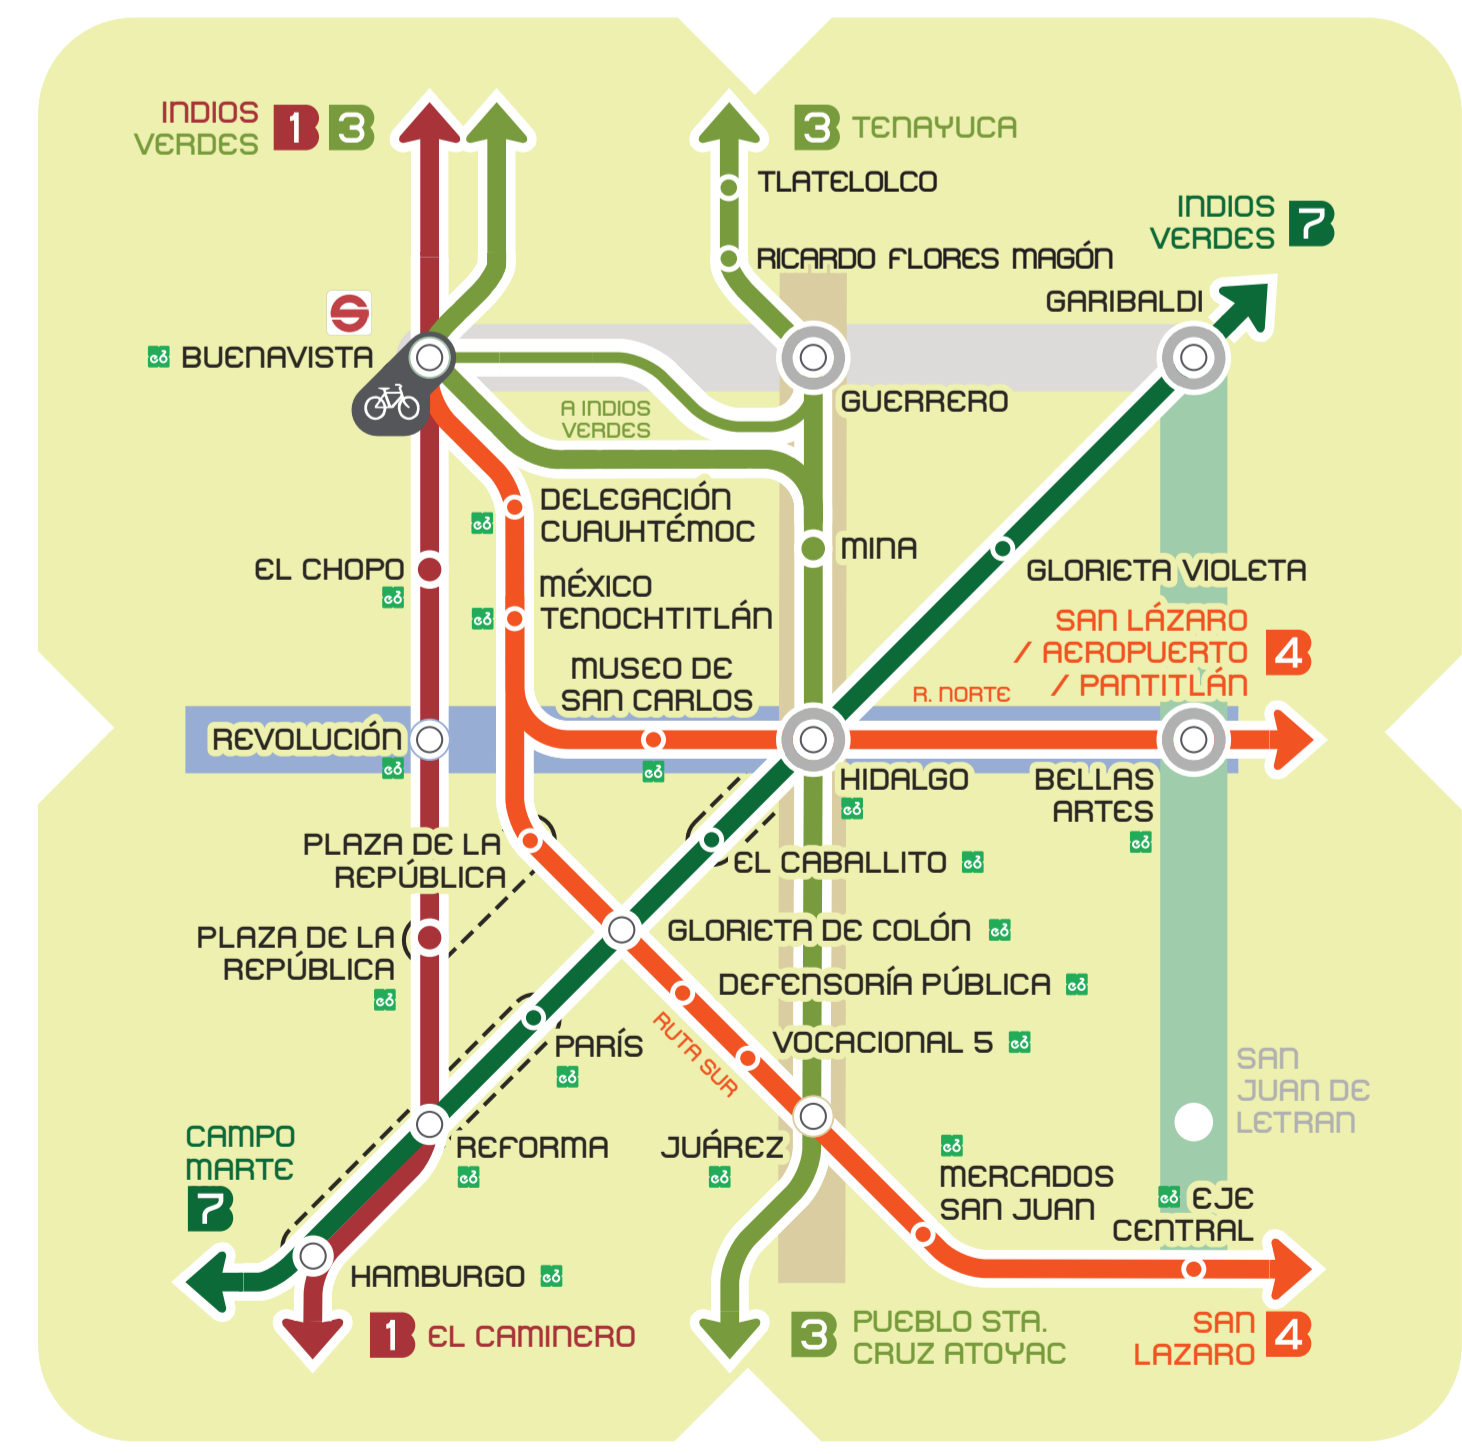 INDIOS
VERDES
1 3
3 TENAYUCA
TLATELOLCO
INDIOS
VERDES
7
RICARDO FLORES MAGÓN
GARIBALDI
S
BUENAVISTA
GUERRERO
A INDIOS
VERDES
DELEGACIÓN
CUAUHTÉMOC
MINA
EL CHOPO
GLORIETA VIOLETA
MÉXICO
TENOCHTITLÁN
SAN LÁZARO
/ AEROPUERTO
/ PANTITLÁN
4
MUSEO DE
SAN CARLOS
R. NORTE
REVOLUCIÓN
HIDALGO
BELLAS
ARTES
PLAZA DE LA
REPÚBLICA
EL CABALLITO
PLAZA DE LA
REPÚBLICA
GLORIETA DE COLÓN
DEFENSORÍA PÚBLICA
RUTA SUR
VOCACIONAL 5
PARÍS
SAN
JUAN DE
LETRAN
CAMPO
MARTE
7
REFORMA
JUÁREZ
MERCADOS
SAN JUAN
EJE
CENTRAL
HAMBURGO
1 EL CAMINERO
3 PUEBLO STA.
CRUZ ATOYAC
SAN
LAZARO
4